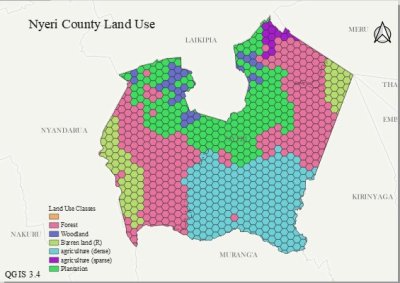 Nyeri County Land Use
MERU
LAIKIPIA
THA
EMB
NYANDARUA
KIRINYAGA
Land Use Classes
Forest
Woodland
Barren land (R)
agriculture (dense)
agriculture (sparse)
Plantation
NAKURU
MURANG'A
QGIS 3.4